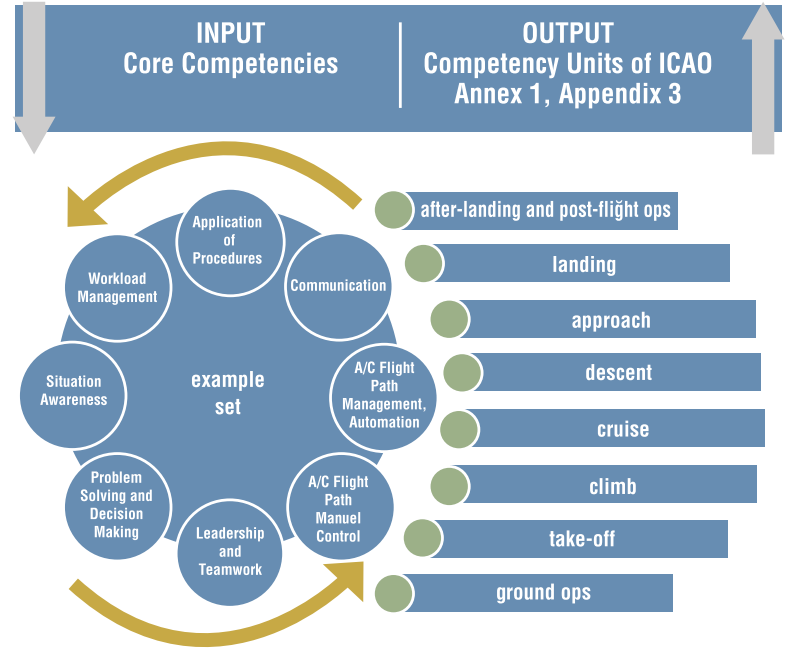 INPUT
Core Competencies
OUTPUT
Competency Units of ICAO
Annex 1, Appendix 3
Application
of
Procedures
Communication
A/C Flight
Path
Management,
Automation
A/C Flight
Path
Manuel
Control
Leadership
and
Teamwork
Problem
Solving and
Decision
Making
Situation
Awareness
Workload
Management
example
set
after-landing and post-flight ops
landing
approach
descent
cruise
climb
take-off
ground ops